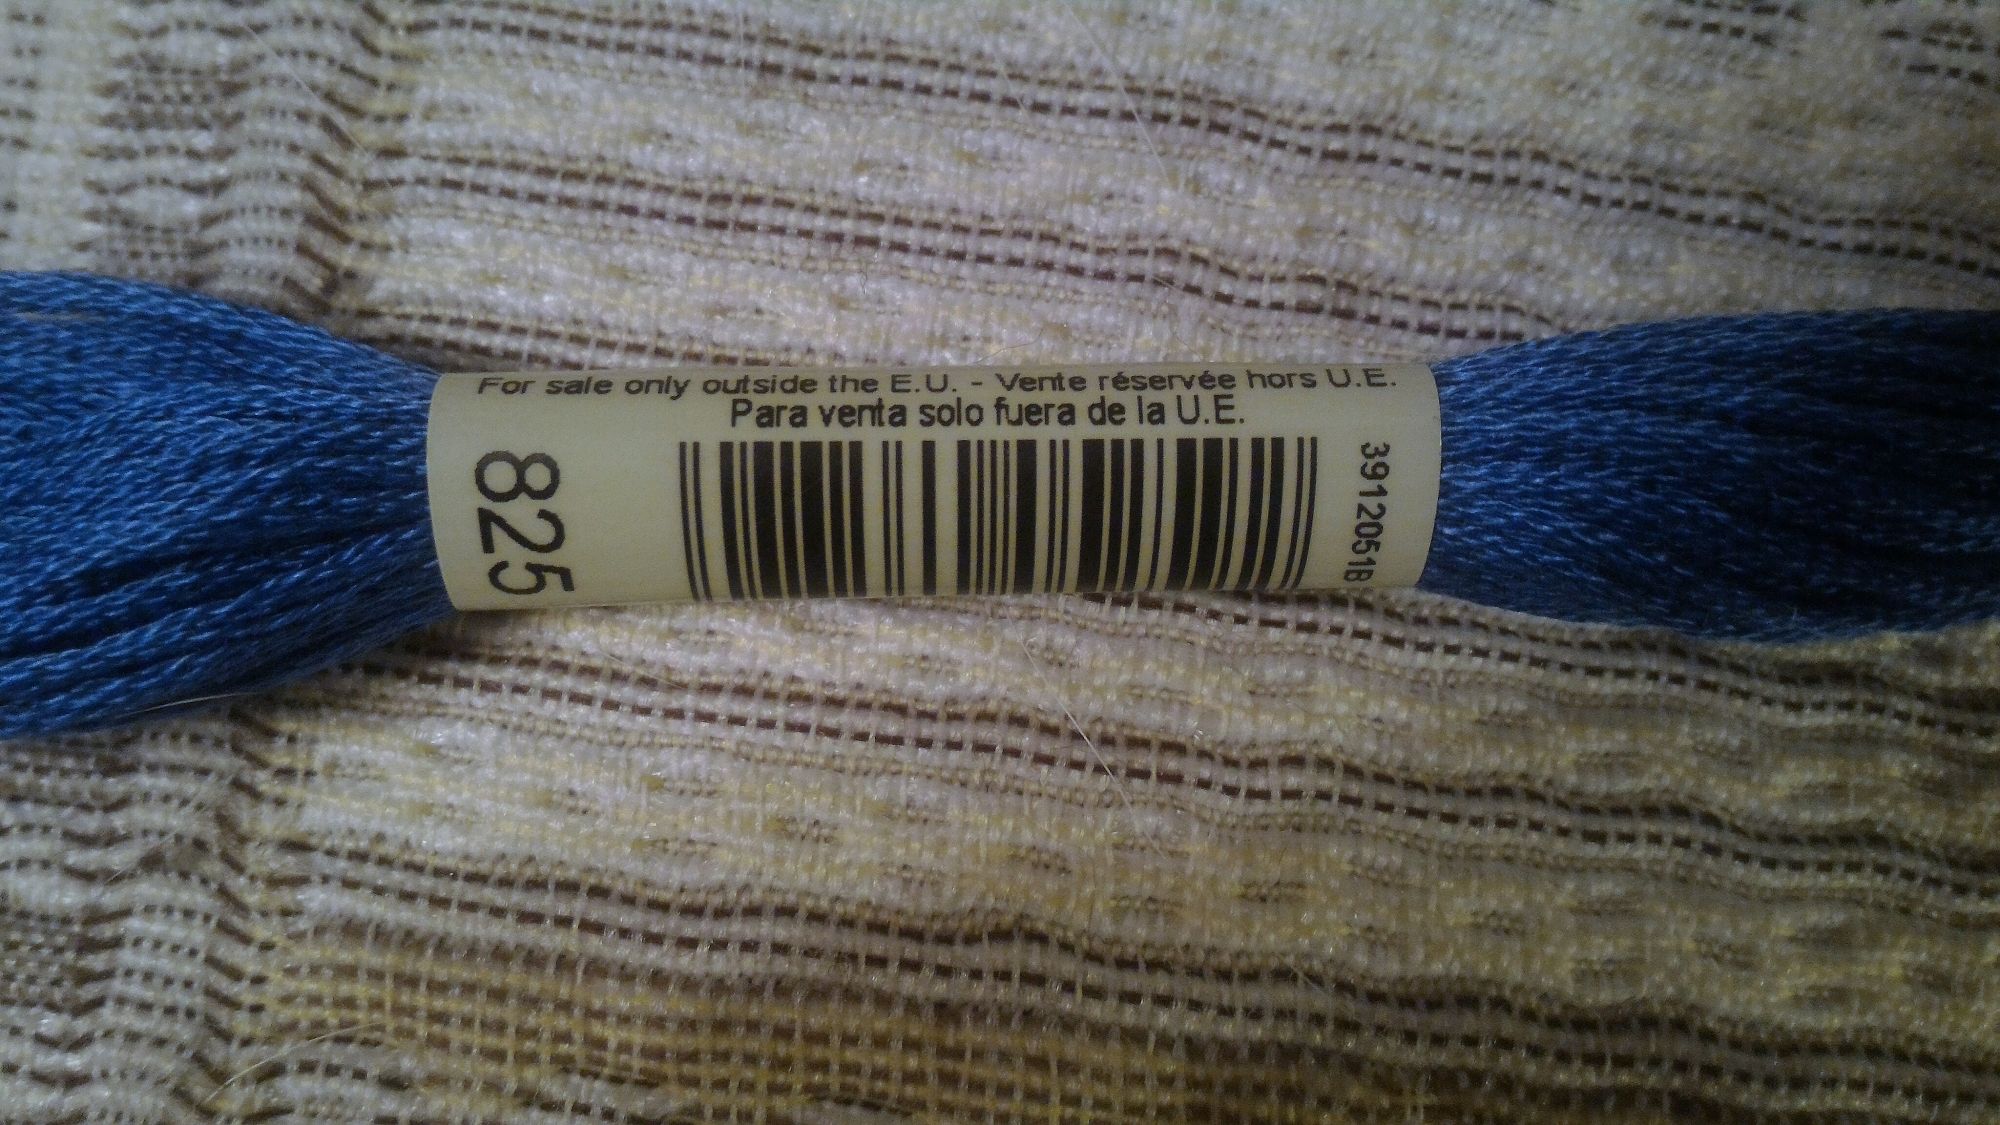 For sale only outside the E.U. - Vente réservée hors U.E.
Para venta solo fuera de la U.E.
825
3912051B